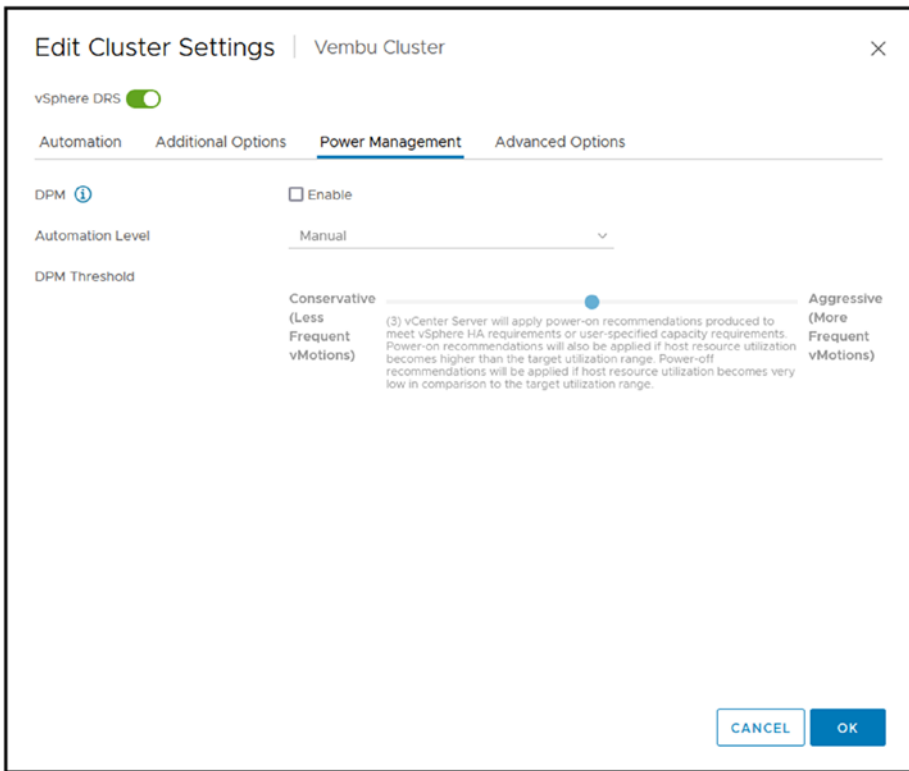 Edit Cluster Settings | Vembu Cluster
vSphere DRS
Automation Additional Options Power Management Advanced Options
DPM
Enable
Automation Level
Manual
DPM Threshold
Conservative
(Less
Frequent
vMotions)
(3) vCenter Server will apply power-on recommendations produced to
meet vSphere HA requirements or user-specified capacity requirements.
Power-on recommendations will also be applied if host resource utilization
becomes higher than the target utilization range. Power-off
recommendations will be applied if host resource utilization becomes very
low in comparison to the target utilization range.
Aggressive
(More
Frequent
vMotions)
CANCEL
OK